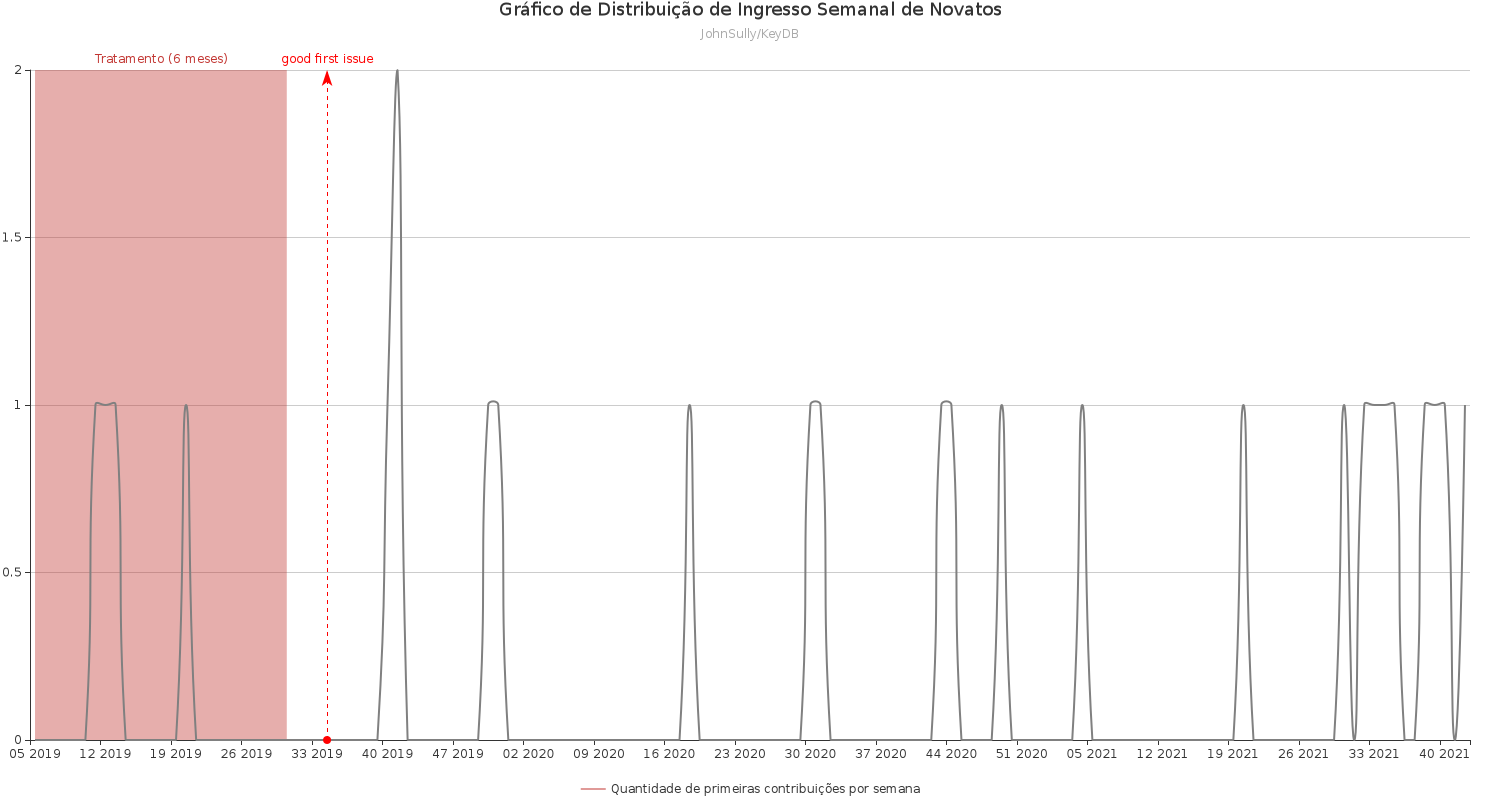 Gráfico de Distribuição de Ingresso Semanal de Novatos
JohnSully/KeyDB
Tratamento (6 meses) good first issue
2
1.5
1
0.5
0
05 2019 12 2019 19 2019 26 2019 33 2019 40 2019 47 2019 02 2020 09 2020 16 2020 23 2020 30 2020 37 2020 44 2020 51 2020 05 2021 12 2021 19 2021 26 2021 33 2021 40 2021
Quantidade de primeiras contribuições por semana